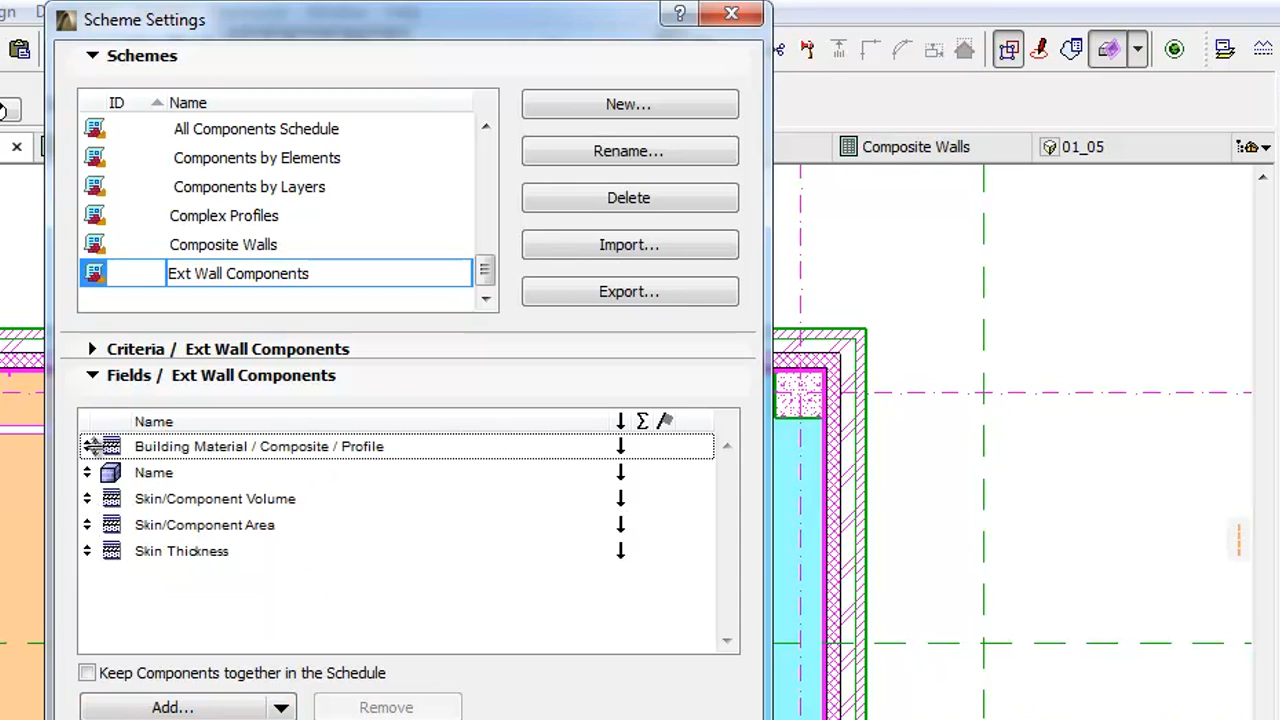 Scheme Settings
Schemes
ID Name
All Components Schedule
Components by Elements
Components by Layers
Complex Profiles
Composite Walls
Ext Wall Components
New...
Rename...
Delete
Import...
Export...
Criteria / Ext Wall Components
Fields / Ext Wall Components
Name
Building Material / Composite / Profile
Name
Skin/Component Volume
Skin/Component Area
Skin Thickness
Keep Components together in the Schedule
Add...
Remove
Composite Walls
01_05